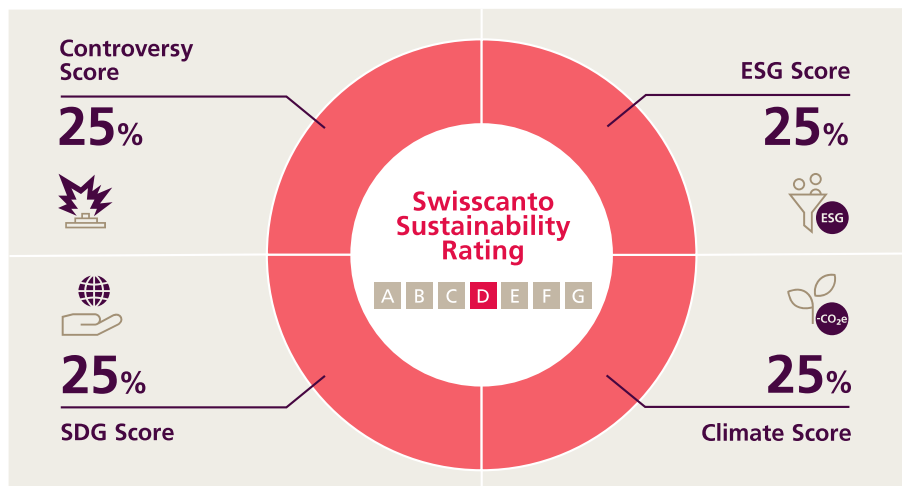 Controversy
Score
25%
ESG Score
25%
ESG
Swisscanto
Sustainability
Rating
A B C D E F G
25%
SDG Score
-CO₂e
25%
Climate Score